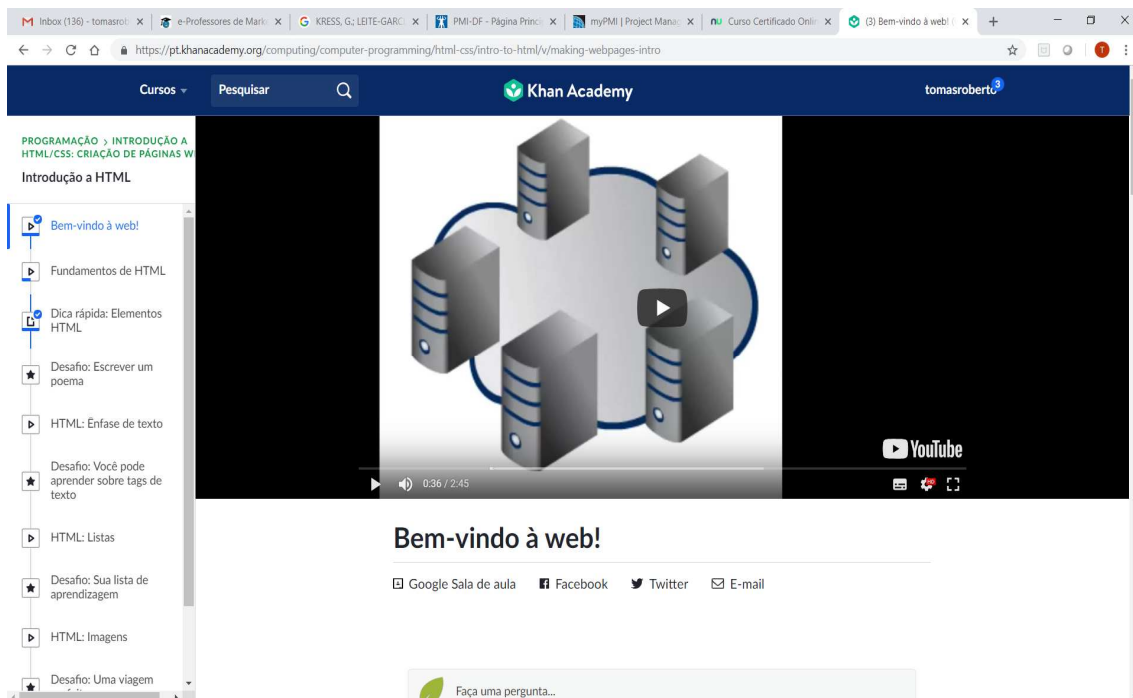 Inbox (136) - tomasrob
e-Professores de Mark
KRESS, G.; LEITE-GARC
PMI-DF - Página Princi
myPMI | Project Manag
nu Curso Certificado Onlin
(3) Bem-vindo à web! (
https://pt.khanacademy.org/computing/computer-programming/html-css/intro-to-html/v/making-webpages-intro
T
Cursos
Pesquisar
Khan Academy
tomasroberto
3
PROGRAMAÇÃO > INTRODUÇÃO A
HTML/CSS: CRIAÇÃO DE PÁGINAS W
Introdução a HTML
Bem-vindo à web!
Fundamentos de HTML
Dica rápida: Elementos
HTML
Desafio: Escrever um
poema
HTML: Ênfase de texto
Desafio: Você pode
aprender sobre tags de
texto
HTML: Listas
Desafio: Sua lista de
aprendizagem
HTML: Imagens
Desafio: Uma viagem
YouTube
0:36 / 2:45
HD
Bem-vindo à web!
Google Sala de aula
Facebook
Twitter
E-mail
Faça uma pergunta...